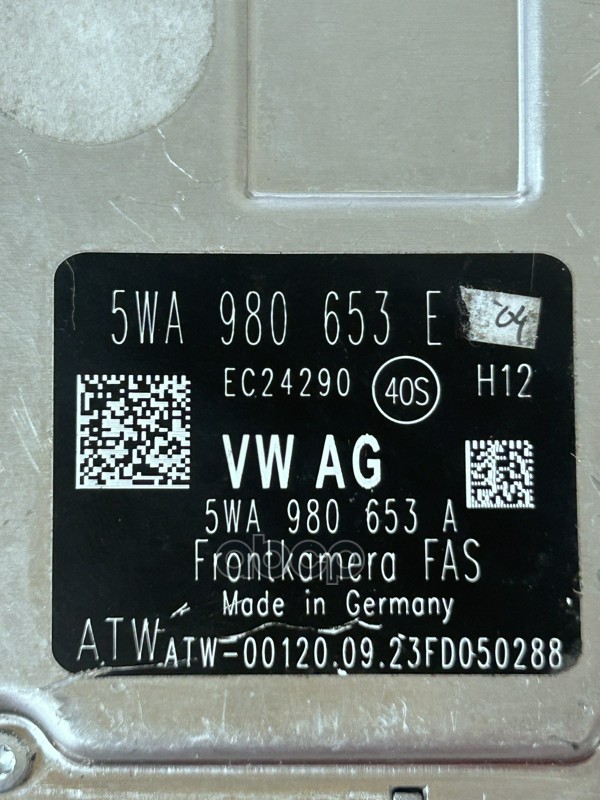 5WA 980 653 E 04
EC24290 40S H12
VW AG
5WA 980 653 A
Frontkamera FAS
Made in Germany
ATW ATW-00120.09.23FD050288